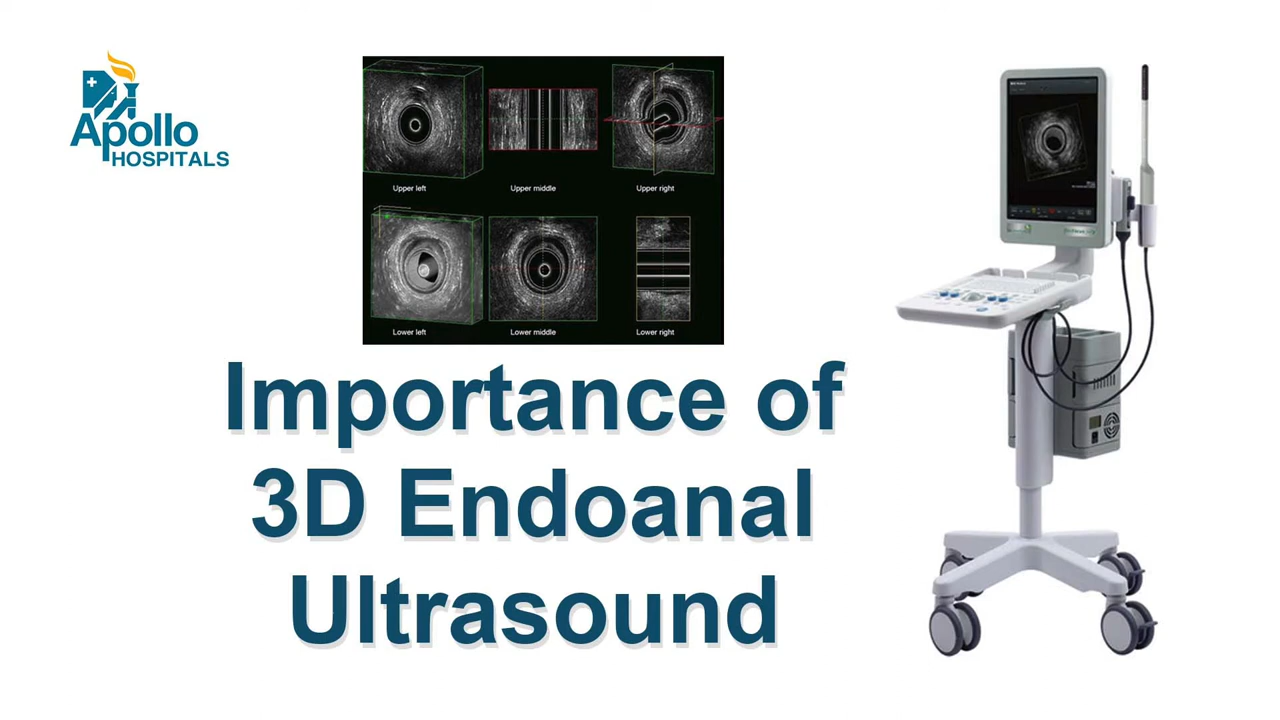 Apollo
HOSPITALS
Upper left
Upper middle
Upper right
Lower left
Lower middle
Lower right
Importance of
3D Endoanal
Ultrasound